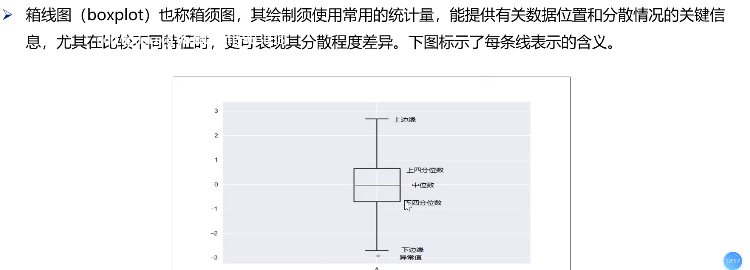 箱线图（boxplot）也称箱须图，其绘制须使用常用的统计量，能提供有关数据位置和分散情况的关键信
息，尤其在比较不同特征时，更可表现其分散程度差异。下图标示了每条线表示的含义。
3
上边缘
2
1
上四分位数
0
中位数
下四分位数
-1
-2
下边缘
-3
异常值
A